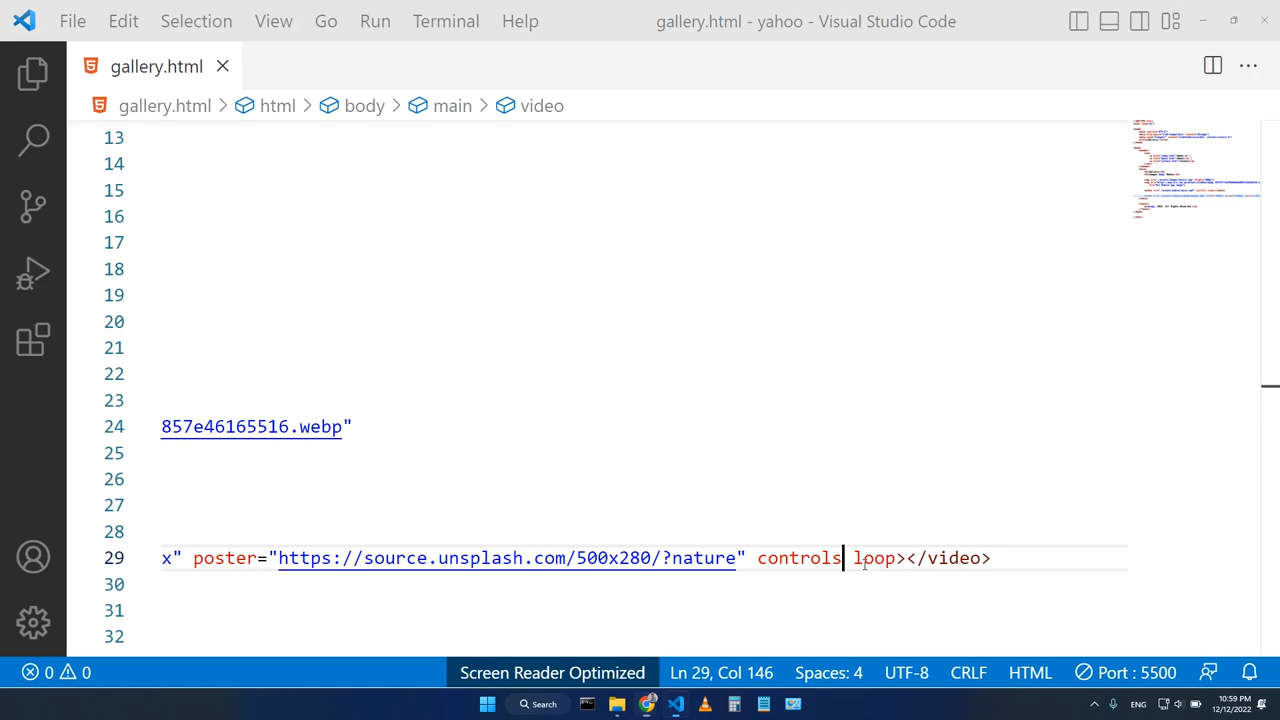 File Edit Selection View Go Run Terminal Help gallery.html - yahoo - Visual Studio Code
gallery.html
gallery.html > html > body > main > video
13
14
15
16
17
18
19
20
21
22
23
24 857e46165516.webp"
25
26
27
28
29 x" poster="https://source.unsplash.com/500x280/?nature" controls loop></video>
30
31
32
0 0 Screen Reader Optimized Ln 29, Col 146 Spaces: 4 UTF-8 CRLF HTML Port : 5500
Search ENG 10:59 PM
12/12/2022